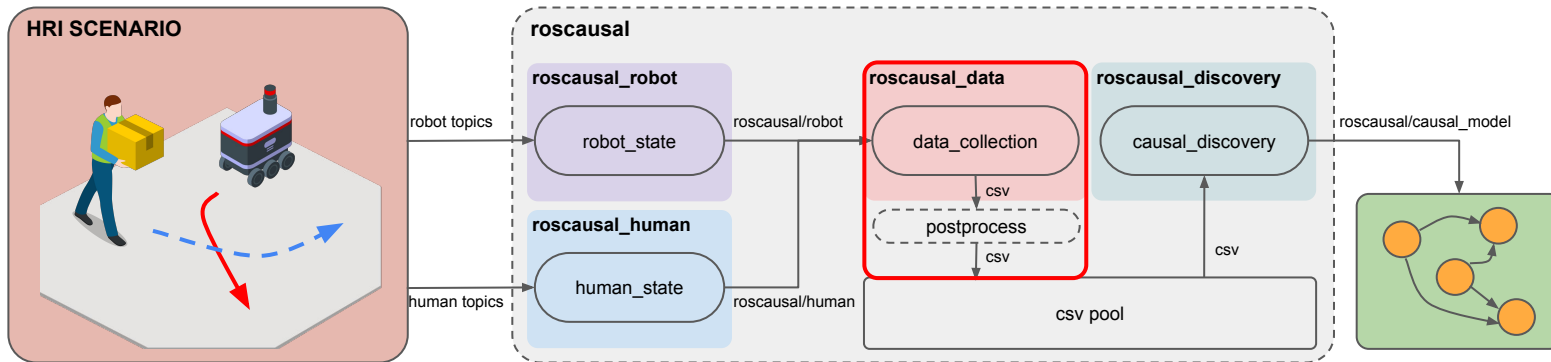 HRI SCENARIO
robot topics
human topics
roscausal
roscausal_robot
robot_state
roscausal/robot
roscausal_human
human_state
roscausal/human
roscausal_data
data_collection
csv
postprocess
csv
csv pool
roscausal_discovery
causal_discovery
csv
roscausal/causal_model